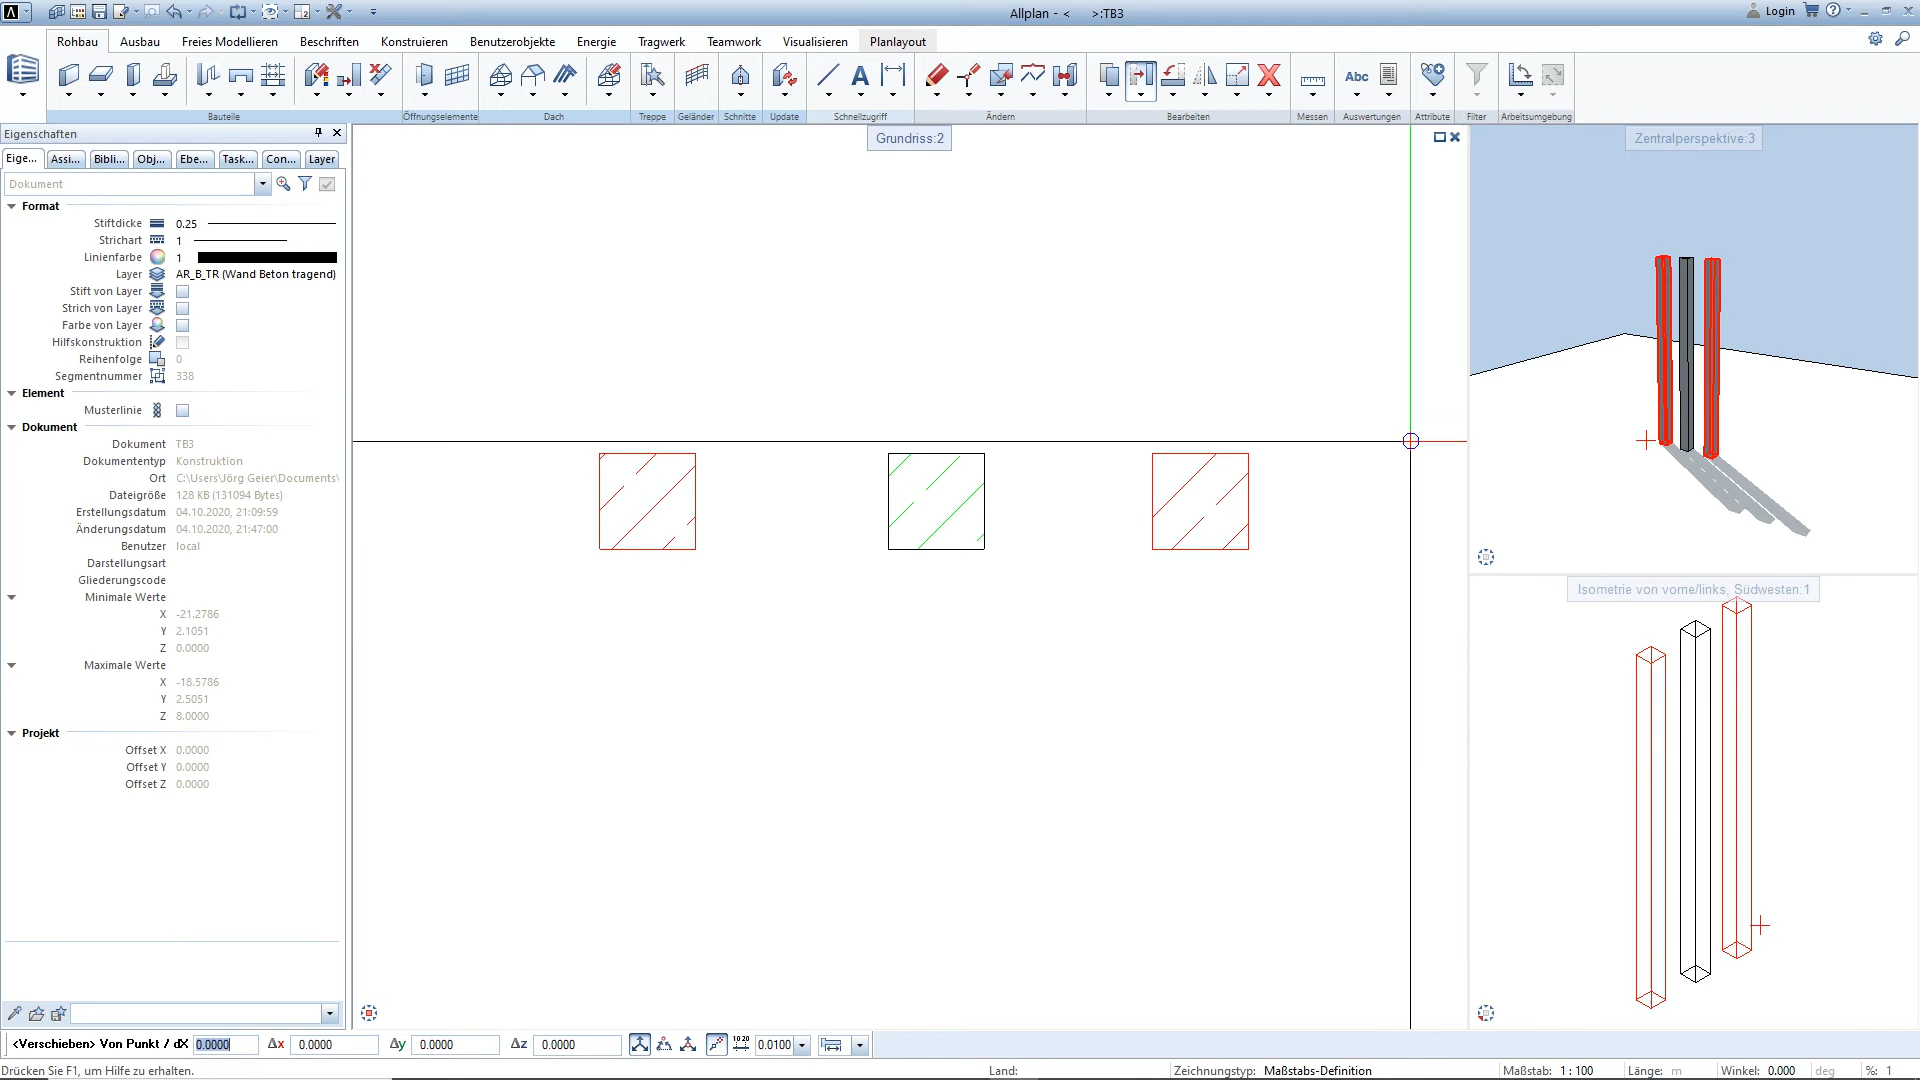 Allplan - < >:TB3
Login
Rohbau Ausbau Freies Modellieren Beschriften Konstruieren Benutzerobjekte Energie Tragwerk Teamwork Visualisieren Planlayout
Abc
Bauteile Öffnungselemente Dach Treppe Geländer Schnitte Update Schnellzugriff Ändern Bearbeiten Messen Auswertungen Attribute Filter Arbeitsumgebung
Eigenschaften
Eige... Assi... Bibli... Obj... Ebe... Task... Con... Layer
Dokument
Format
Stiftdicke 0.25
Strichart 1
Linienfarbe 1
Layer AR_B_TR (Wand Beton tragend)
Stift von Layer
Strich von Layer
Farbe von Layer
Hilfskonstruktion
Reihenfolge 0
Segmentnummer 338
Element
Musterlinie
Dokument
Dokument TB3
Dokumententyp Konstruktion
Ort C:\Users\Jörg Geier\Documents\
Dateigröße 128 KB (131094 Bytes)
Erstellungsdatum 04.10.2020, 21:09:59
Änderungsdatum 04.10.2020, 21:47:00
Benutzer local
Darstellungsart
Gliederungscode
Minimale Werte
X -21.2786
Y 2.1051
Z 0.0000
Maximale Werte
X -18.5786
Y 2.5051
Z 8.0000
Projekt
Offset X 0.0000
Offset Y 0.0000
Offset Z 0.0000
Grundriss:2
Zentralperspektive:3
Isometrie von vorne/links, Südwesten:1
<Verschieben> Von Punkt / dX 0.0000 Δx 0.0000 Δy 0.0000 Δz 0.0000 1020 0.0100
Drücken Sie F1, um Hilfe zu erhalten. Land: Zeichnungstyp: Maßstabs-Definition Maßstab: 1 : 100 Länge: m Winkel: 0.000 deg %: 1